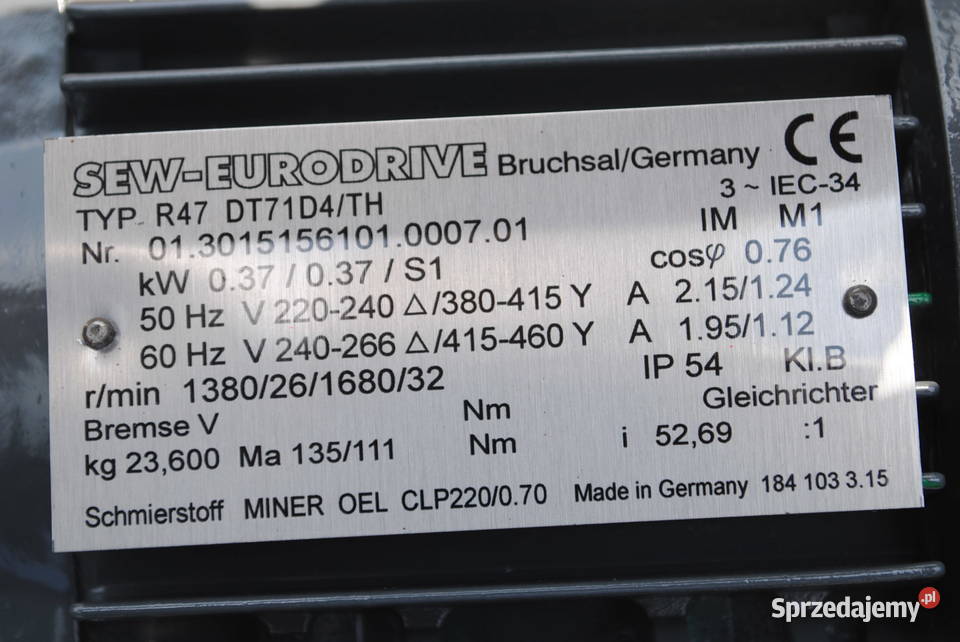 SEW-EURODRIVE Bruchsal/Germany CE
TYP R47 DT71D4/TH 3 ~ IEC-34
Nr. 01.3015156101.0007.01 IM M1
kW 0.37 / 0.37 / S1 cosφ 0.76
50 Hz V 220-240 Δ/380-415 Y A 2.15/1.24
60 Hz V 240-266 Δ/415-460 Y A 1.95/1.12
r/min 1380/26/1680/32 IP 54 Kl.B
Bremse V Nm Gleichrichter
kg 23,600 Ma 135/111 Nm i 52,69 :1
Schmierstoff MINER OEL CLP220/0.70 Made in Germany 184 103 3.15
Sprzedajemy.pl